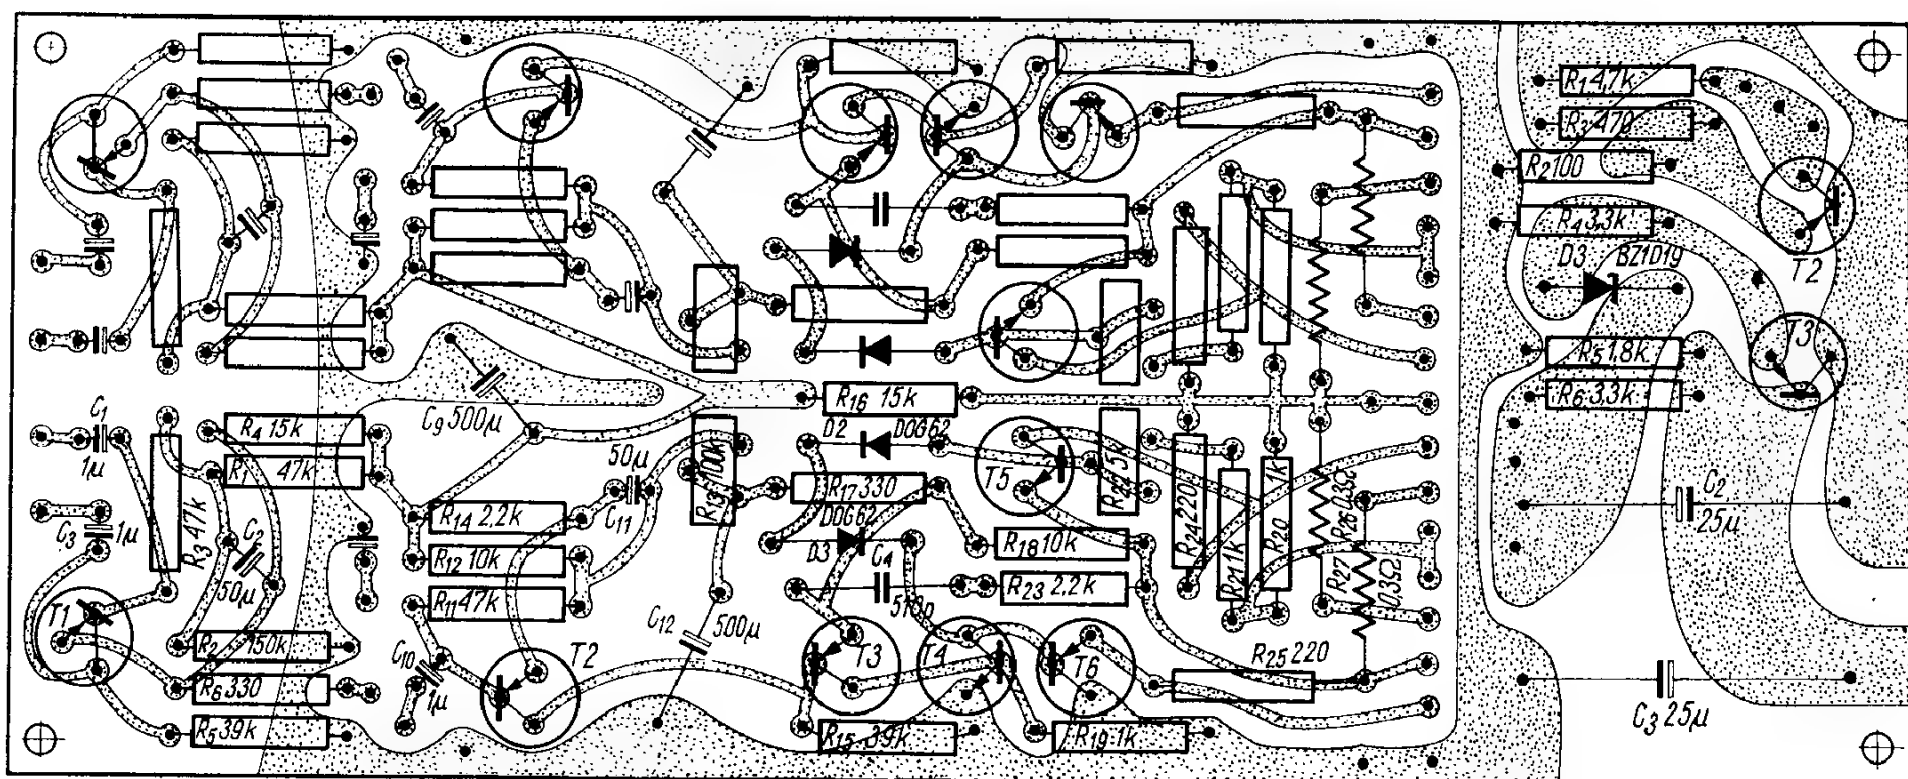 R1 4,7k
R3 470
R2 100
R4 3,3k
D3 BZ1019
T2
T3
R5 1,8k
R6 3,3k
C2
25µ
C3 25µ
R16 15k
C9 500µ
C1
1µ
R4 15k
R1 47k
D2 DOG62
50µ
C11
R13 100k
T5
R17 330
DOG62
R24 220
R21 1k
R20 1k
R26 0,3Ω
R27
0,3Ω
C3
1µ
R3 47k
C2
50µ
R14 2,2k
R12 10k
R11 47k
D3
C4
510p
R18 10k
R23 2,2k
T1
R2 150k
R6 330
R5 39k
C10
1µ
T2
C12 500µ
T3
T4
T6
R25 220
R15 39k
R19 1k